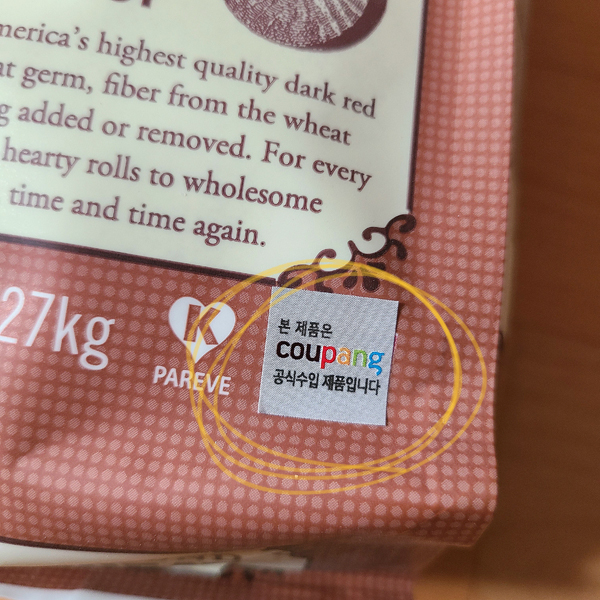 merica's highest quality dark red
germ, fiber from the wheat
added or removed. For every
hearty rolls to wholesome
time and time again.
27kg
K
PAREVE
본 제품은
coupang
공식수입 제품입니다